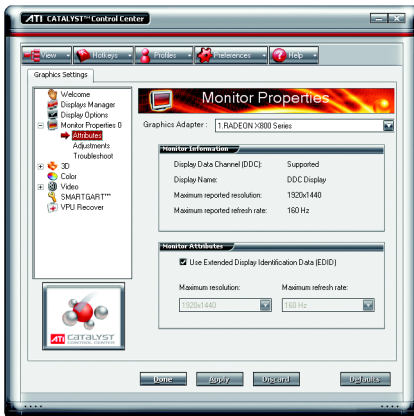 ATI CATALYST™ Control Center
View Hotkeys Profiles Preferences Help
Graphics Settings
Welcome
Displays Manager
Display Options
Monitor Properties 0
Attributes
Adjustments
Troubleshoot
3D
Color
Video
SMARTGART™
VPU Recover
Monitor Properties
Graphics Adapter : 1.RADEON X800 Series
Monitor Information
Display Data Channel (DDC): Supported
Display Name: DDC Display
Maximum reported resolution: 1920x1440
Maximum reported refresh rate: 160 Hz
Monitor Attributes
Use Extended Display Identification Data (EDID)
Maximum resolution: Maximum refresh rate:
1920x1440 160 Hz
ATI CATALYST
CONTROL CENTER
Done Apply Discard Defaults